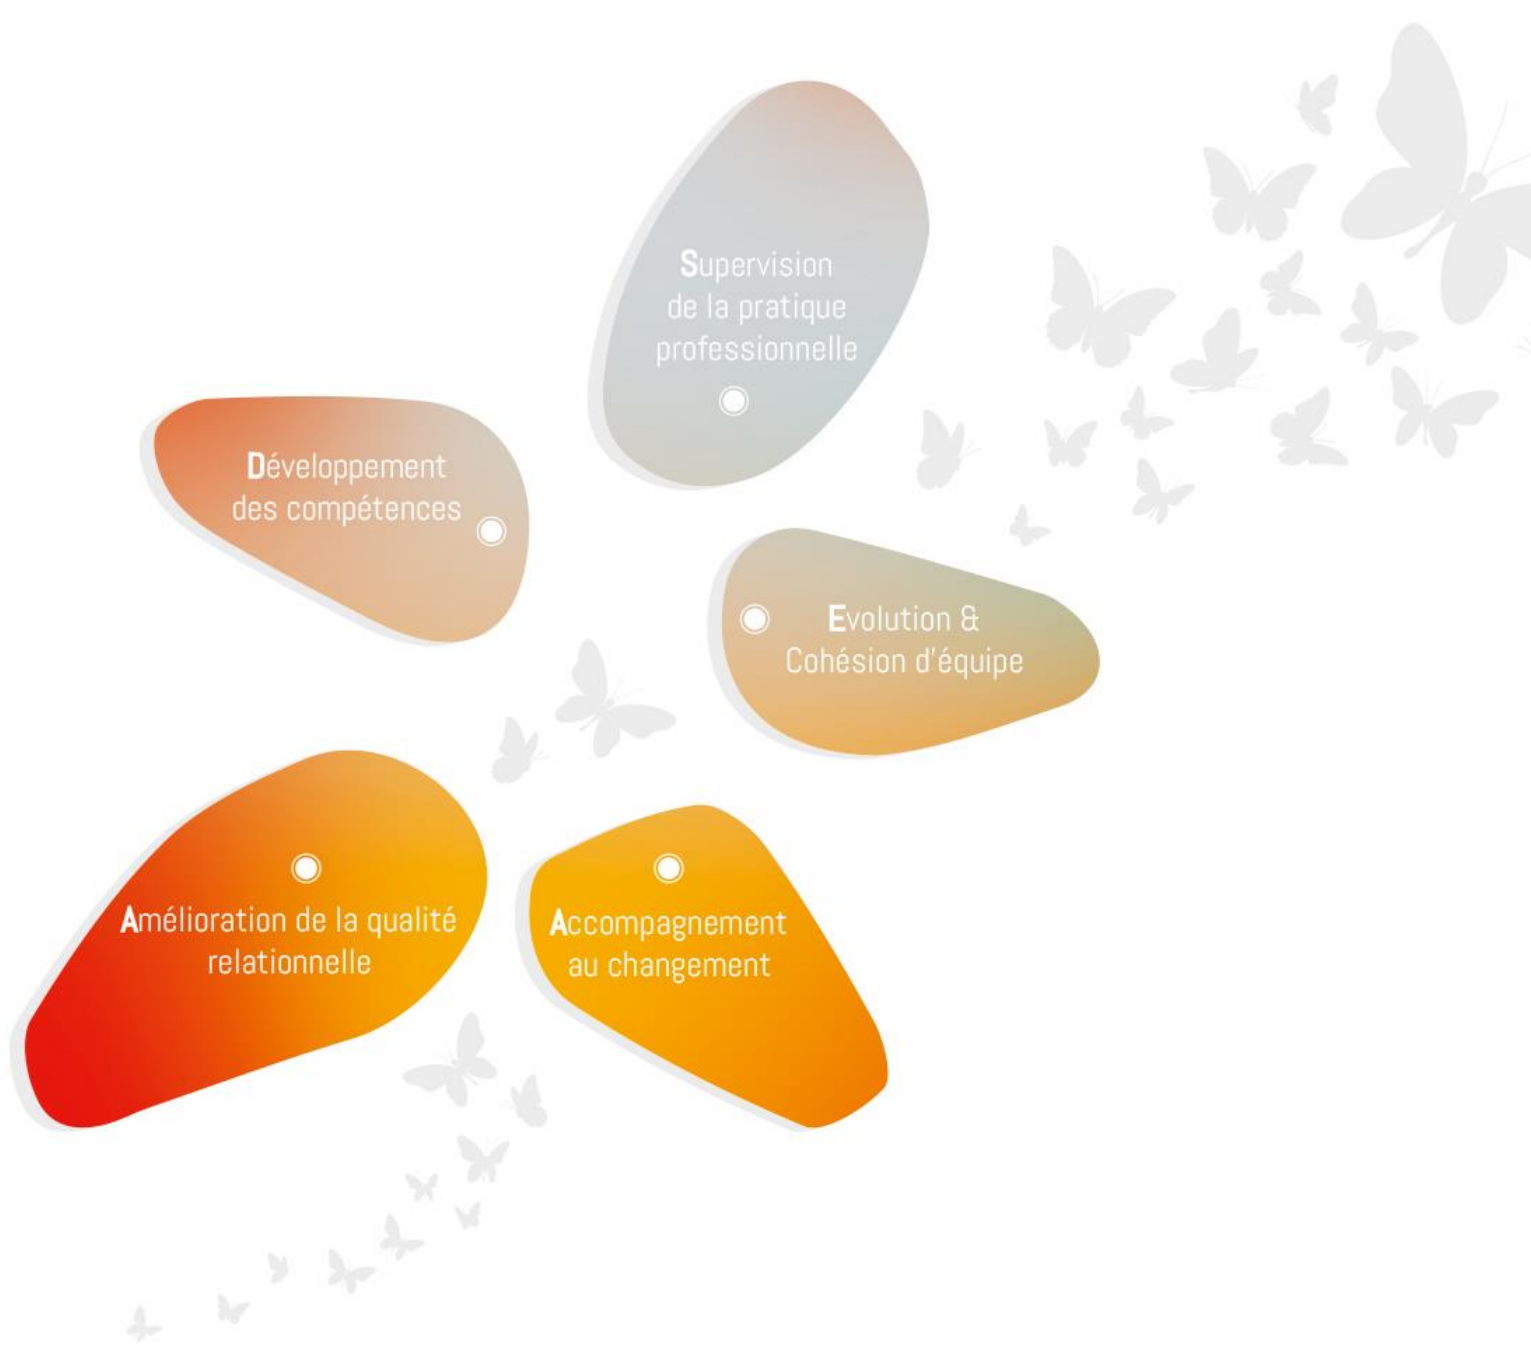 Supervision
de la pratique
professionnelle
Développement
des compétences
Evolution &
Cohésion d'équipe
Amélioration de la qualité
relationnelle
Accompagnement
au changement